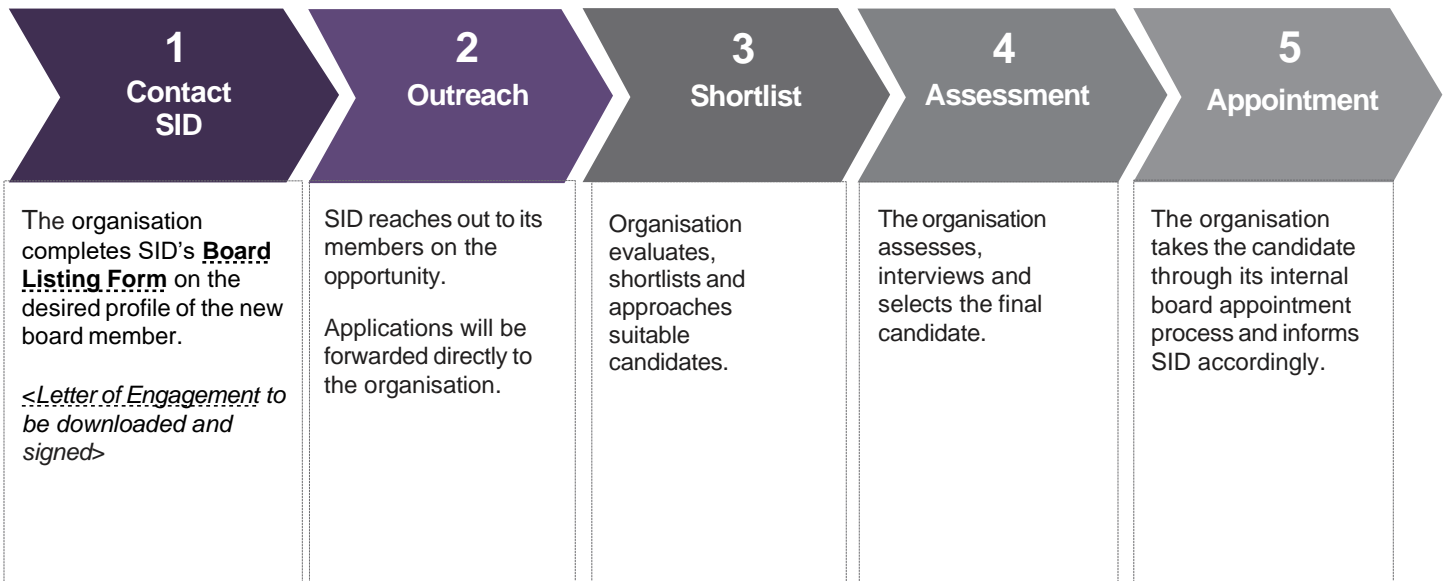 1
Contact
SID
The organisation
completes SID's Board
Listing Form on the
desired profile of the new
board member.
<Letter of Engagement to
be downloaded and
signed>
2
Outreach
SID reaches out to its
members on the
opportunity.
Applications will be
forwarded directly to
the organisation.
3
Shortlist
Organisation
evaluates,
shortlists and
approaches
suitable
candidates.
4
Assessment
The organisation
assesses,
interviews and
selects the final
candidate.
5
Appointment
The organisation
takes the candidate
through its internal
board appointment
process and informs
SID accordingly.